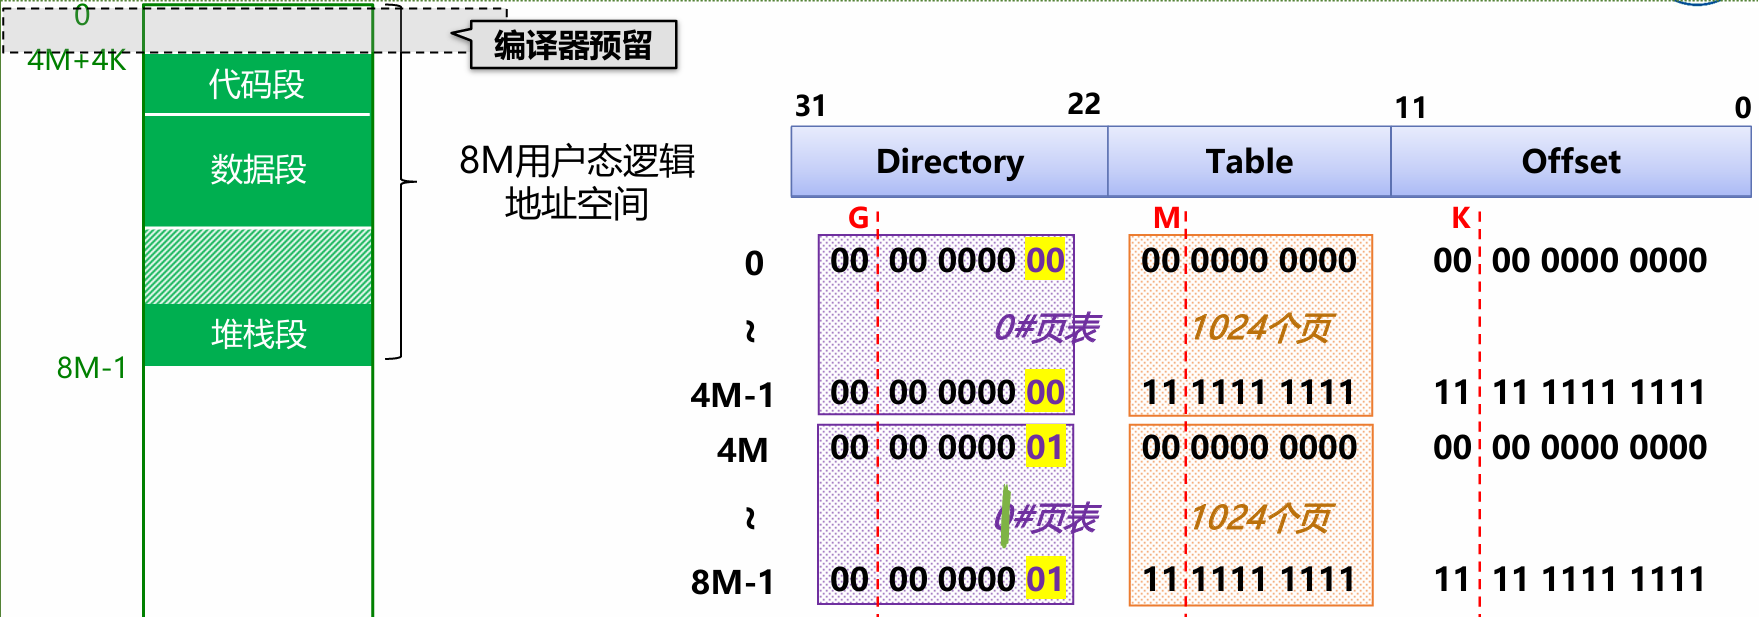 0
编译器预留
4M+4K
代码段
数据段
堆栈段
8M-1
8M用户态逻辑
地址空间
31 22 11 0
Directory Table Offset
G M K
0 00 00 0000 00 00 0000 0000 00 00 0000 0000
~ 0#页表 1024个页
4M-1 00 00 0000 00 11 1111 1111 11 11 1111 1111
4M 00 00 0000 01 00 0000 0000 00 00 0000 0000
~ 0#页表 1024个页
8M-1 00 00 0000 01 11 1111 1111 11 11 1111 1111